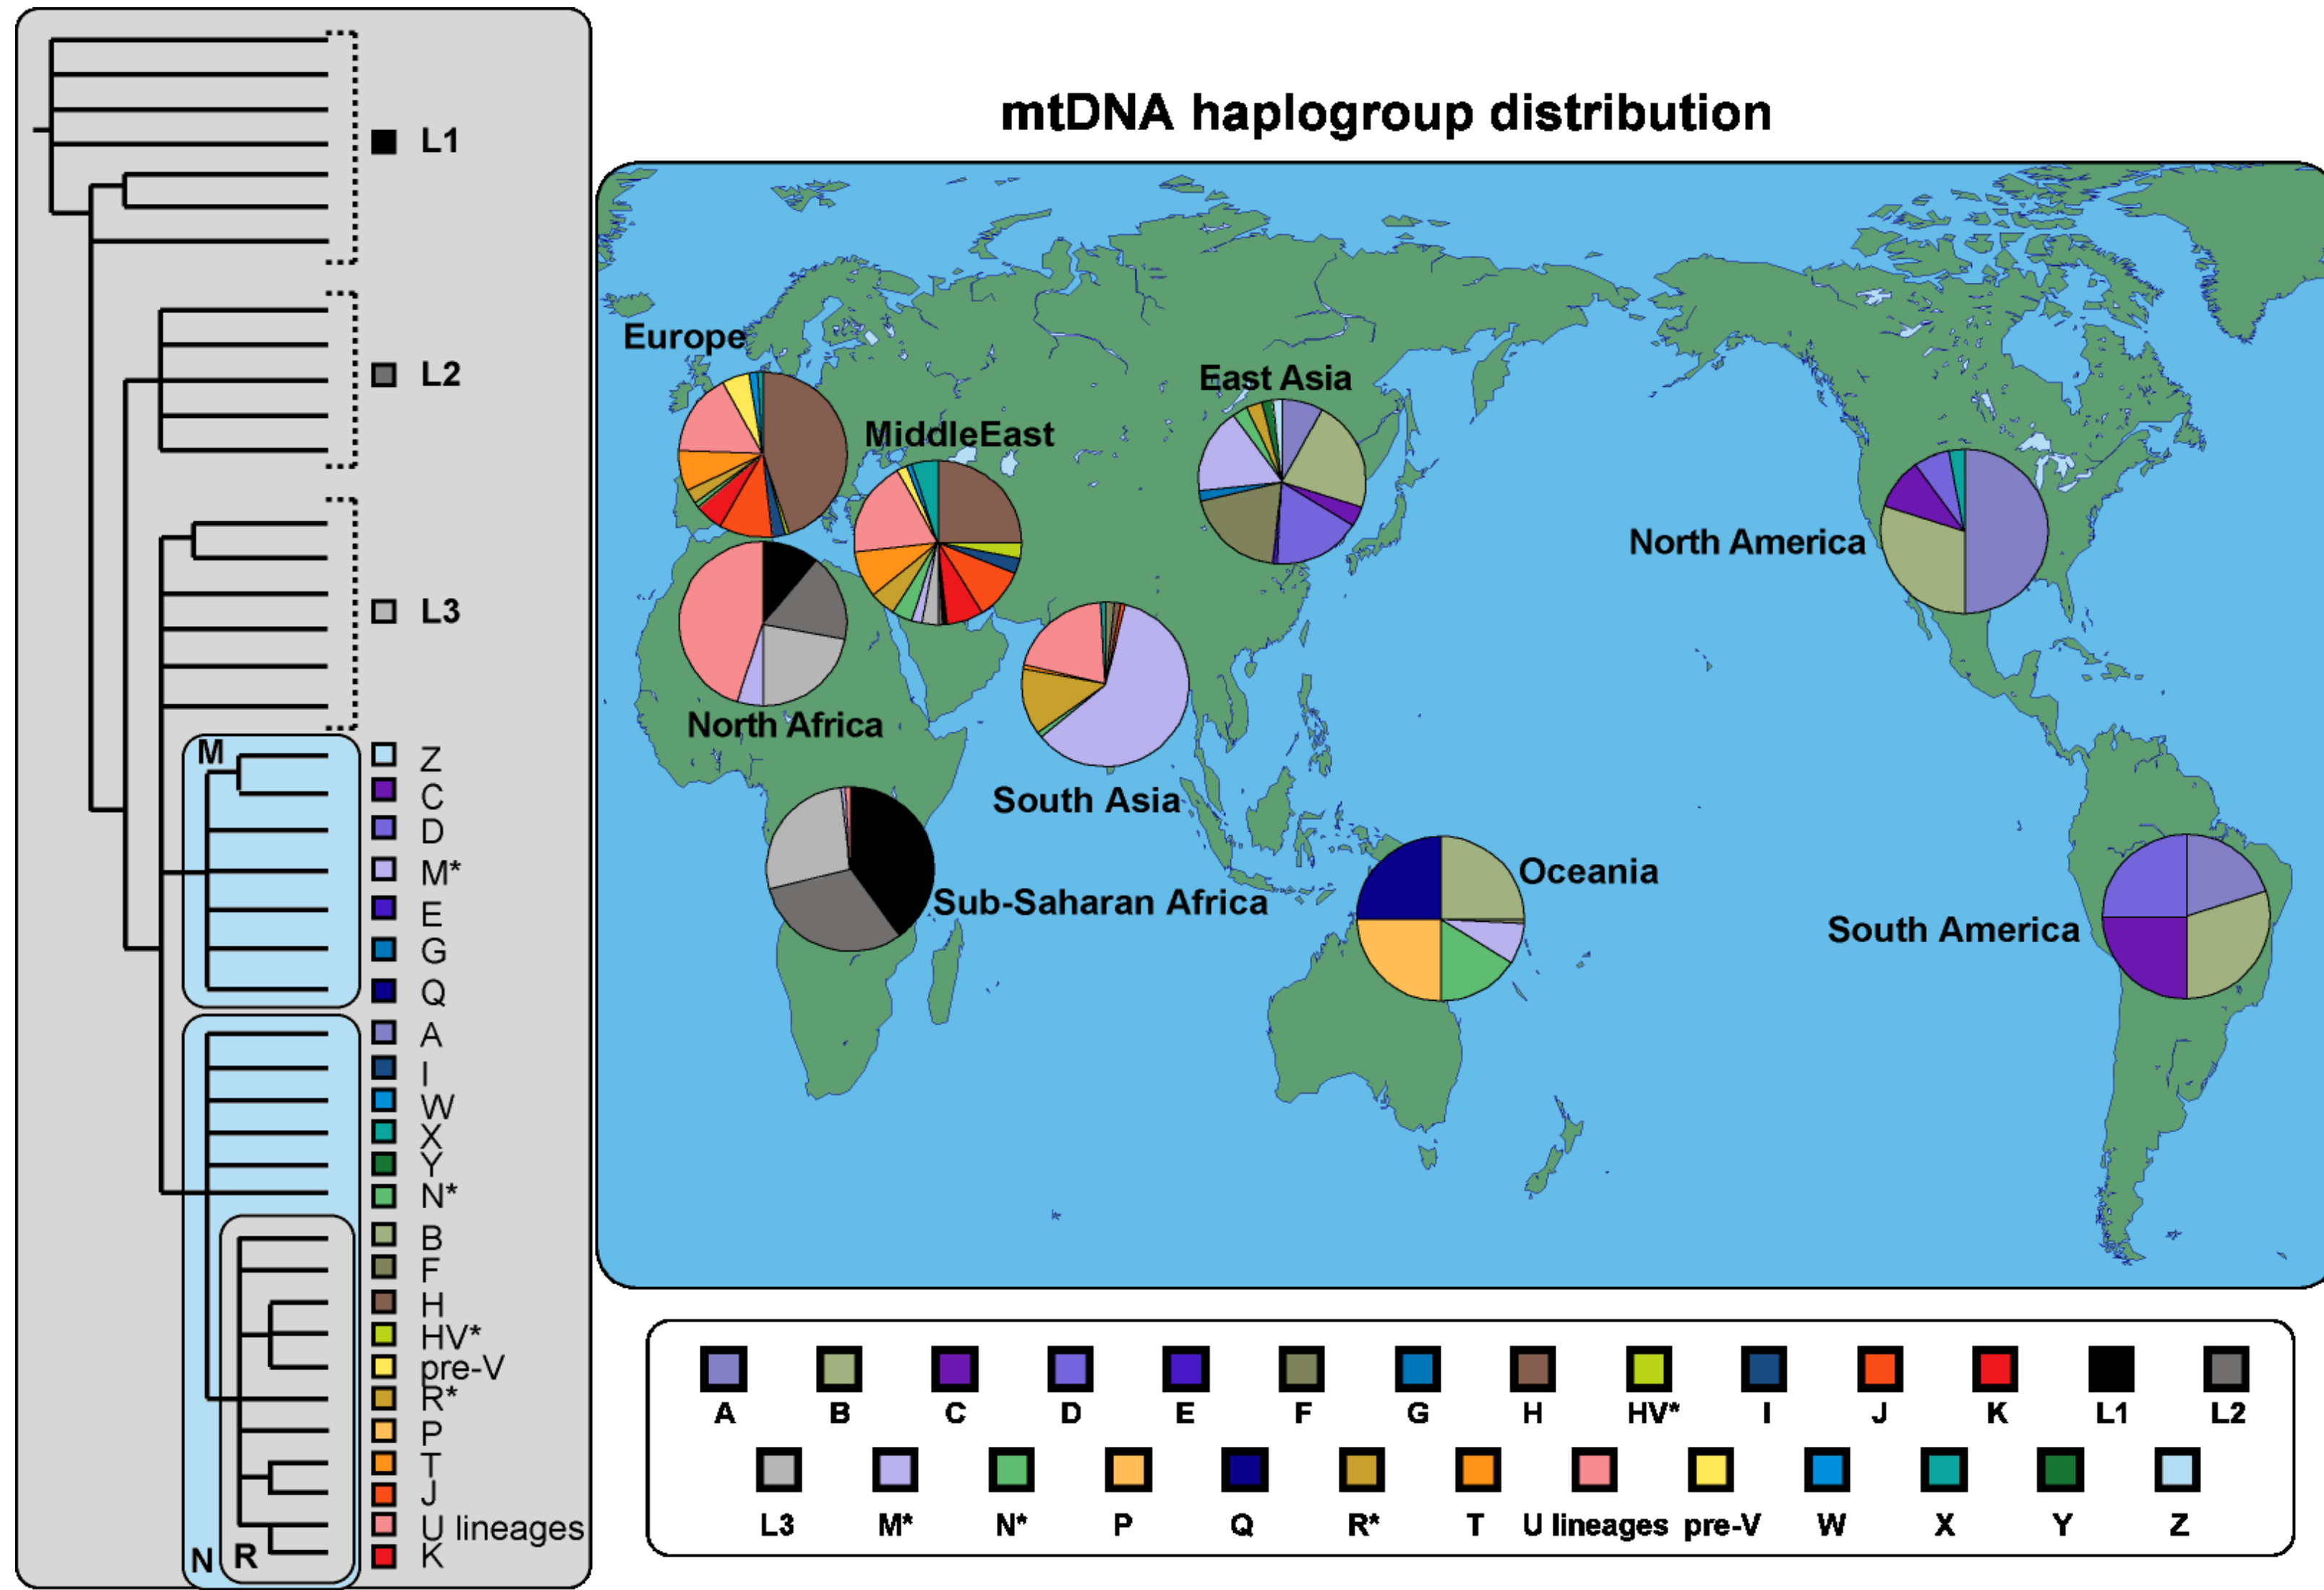 mtDNA haplogroup distribution
L1
L2
L3
M
Z
C
D
M*
E
G
Q
A
I
W
X
Y
N*
B
F
H
HV*
pre-V
R*
P
T
J
U lineages
K
N R
Europe
MiddleEast
East Asia
North America
North Africa
South Asia
Sub-Saharan Africa
Oceania
South America
A B C D E F G H HV* I J K L1 L2
L3 M* N* P Q R* T U lineages pre-V W X Y Z